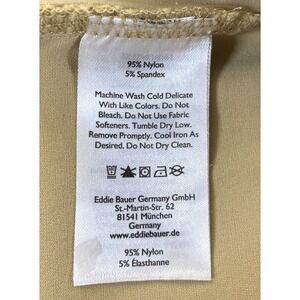 95% Nylon
5% Spandex
Machine Wash Cold Delicate
With Like Colors. Do Not
Bleach. Do Not Use Fabric
Softeners. Tumble Dry Low.
Remove Promptly. Cool Iron As
Desired. Do Not Dry Clean.
Eddie Bauer Germany GmbH
St.-Martin-Str. 62
81541 München
Germany
www.eddiebauer.de
95% Nylon
5% Élasthanne